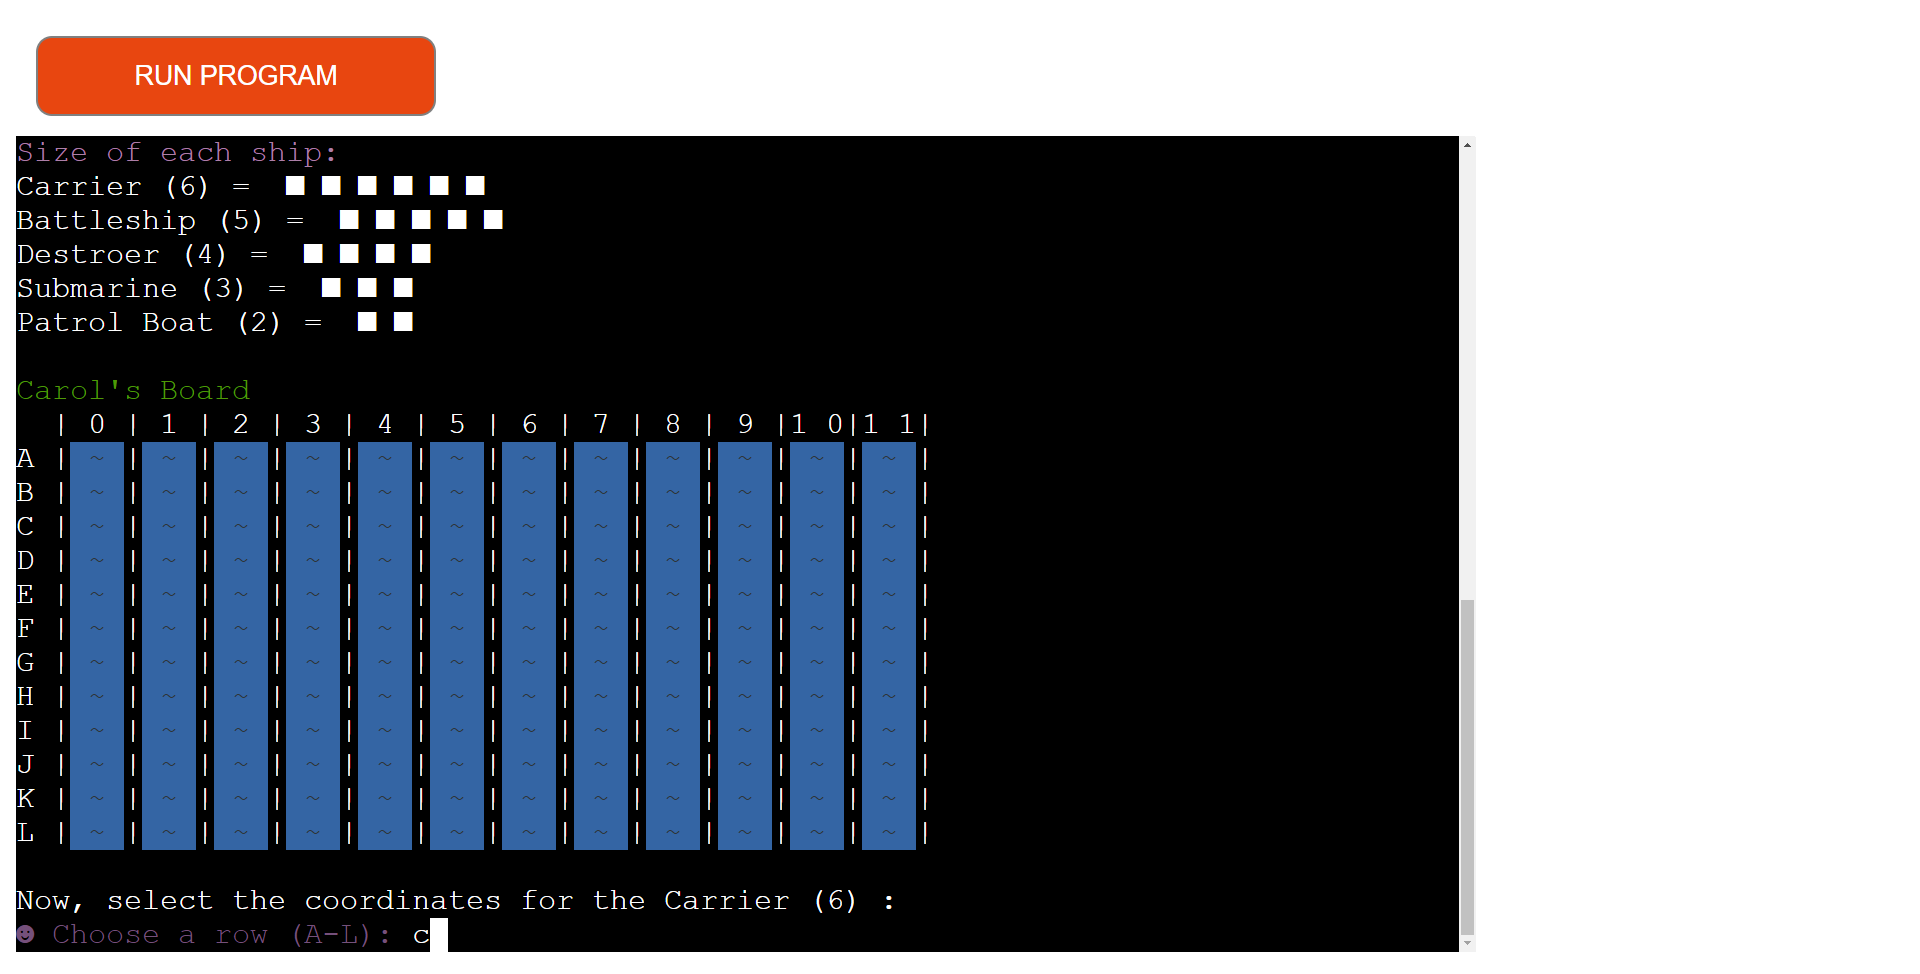 RUN PROGRAM
Size of each ship:
Carrier (6) =  ■ ■ ■ ■ ■ ■
Battleship (5) =  ■ ■ ■ ■ ■
Destroer (4) =  ■ ■ ■ ■
Submarine (3) =  ■ ■ ■
Patrol Boat (2) =  ■ ■
Carol's Board
| 0 | 1 | 2 | 3 | 4 | 5 | 6 | 7 | 8 | 9 |1 0|1 1|
A | ~ | ~ | ~ | ~ | ~ | ~ | ~ | ~ | ~ | ~ | ~ | ~ |
B | ~ | ~ | ~ | ~ | ~ | ~ | ~ | ~ | ~ | ~ | ~ | ~ |
C | ~ | ~ | ~ | ~ | ~ | ~ | ~ | ~ | ~ | ~ | ~ | ~ |
D | ~ | ~ | ~ | ~ | ~ | ~ | ~ | ~ | ~ | ~ | ~ | ~ |
E | ~ | ~ | ~ | ~ | ~ | ~ | ~ | ~ | ~ | ~ | ~ | ~ |
F | ~ | ~ | ~ | ~ | ~ | ~ | ~ | ~ | ~ | ~ | ~ | ~ |
G | ~ | ~ | ~ | ~ | ~ | ~ | ~ | ~ | ~ | ~ | ~ | ~ |
H | ~ | ~ | ~ | ~ | ~ | ~ | ~ | ~ | ~ | ~ | ~ | ~ |
I | ~ | ~ | ~ | ~ | ~ | ~ | ~ | ~ | ~ | ~ | ~ | ~ |
J | ~ | ~ | ~ | ~ | ~ | ~ | ~ | ~ | ~ | ~ | ~ | ~ |
K | ~ | ~ | ~ | ~ | ~ | ~ | ~ | ~ | ~ | ~ | ~ | ~ |
L | ~ | ~ | ~ | ~ | ~ | ~ | ~ | ~ | ~ | ~ | ~ | ~ |
Now, select the coordinates for the Carrier (6) :
☻ Choose a row (A-L): c